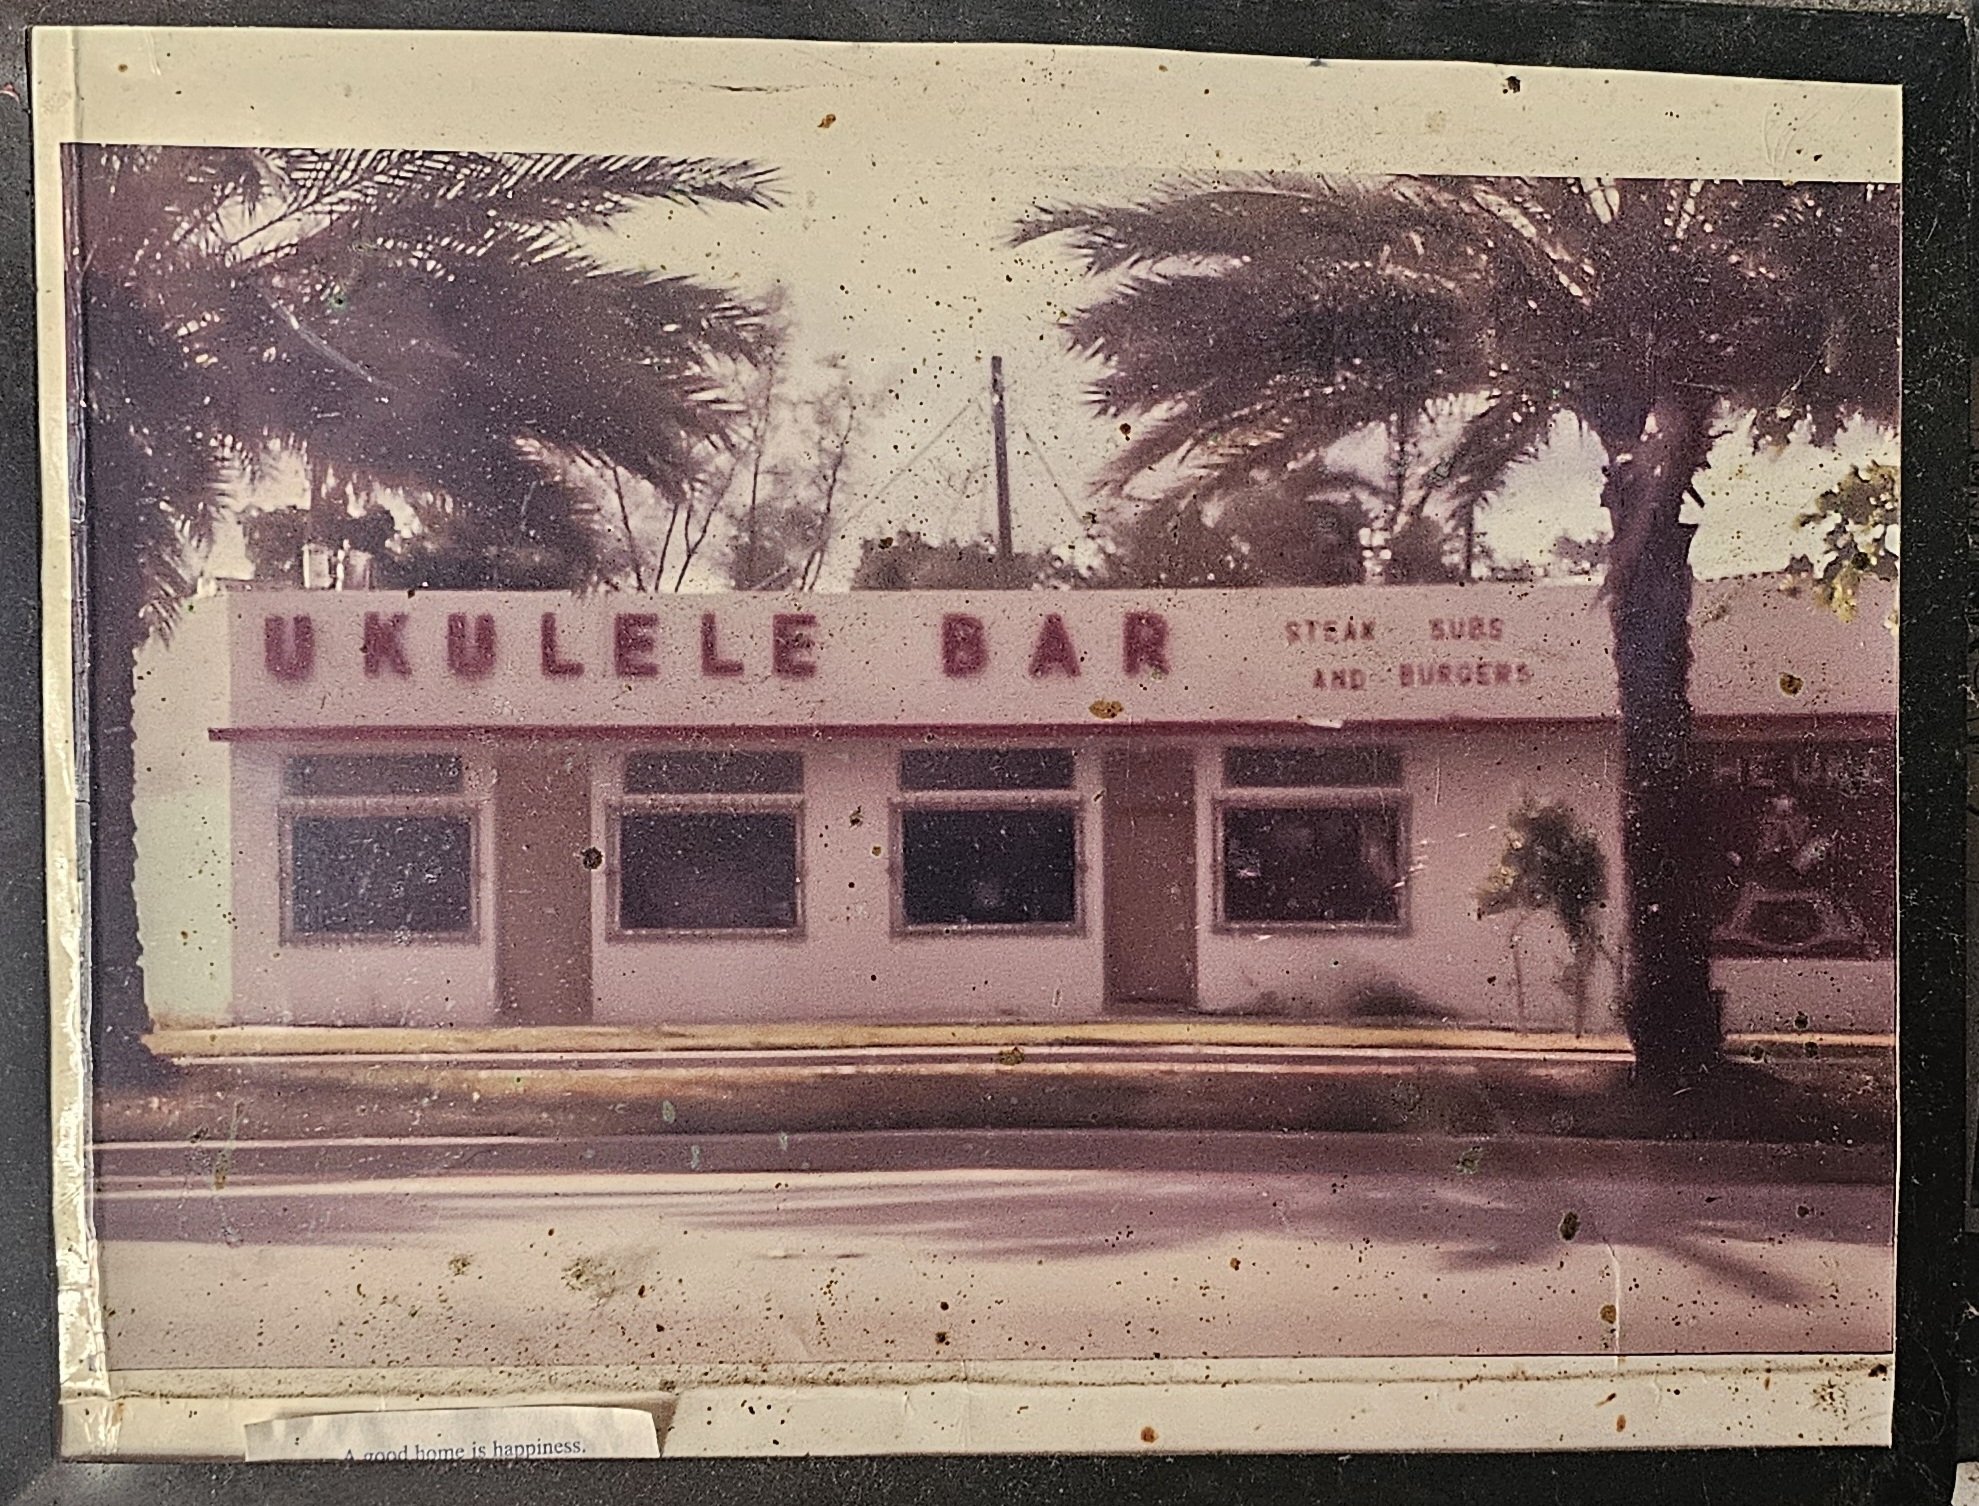 UKULELE BAR
STEAK SUBS
AND BURGERS
A good home is happiness.